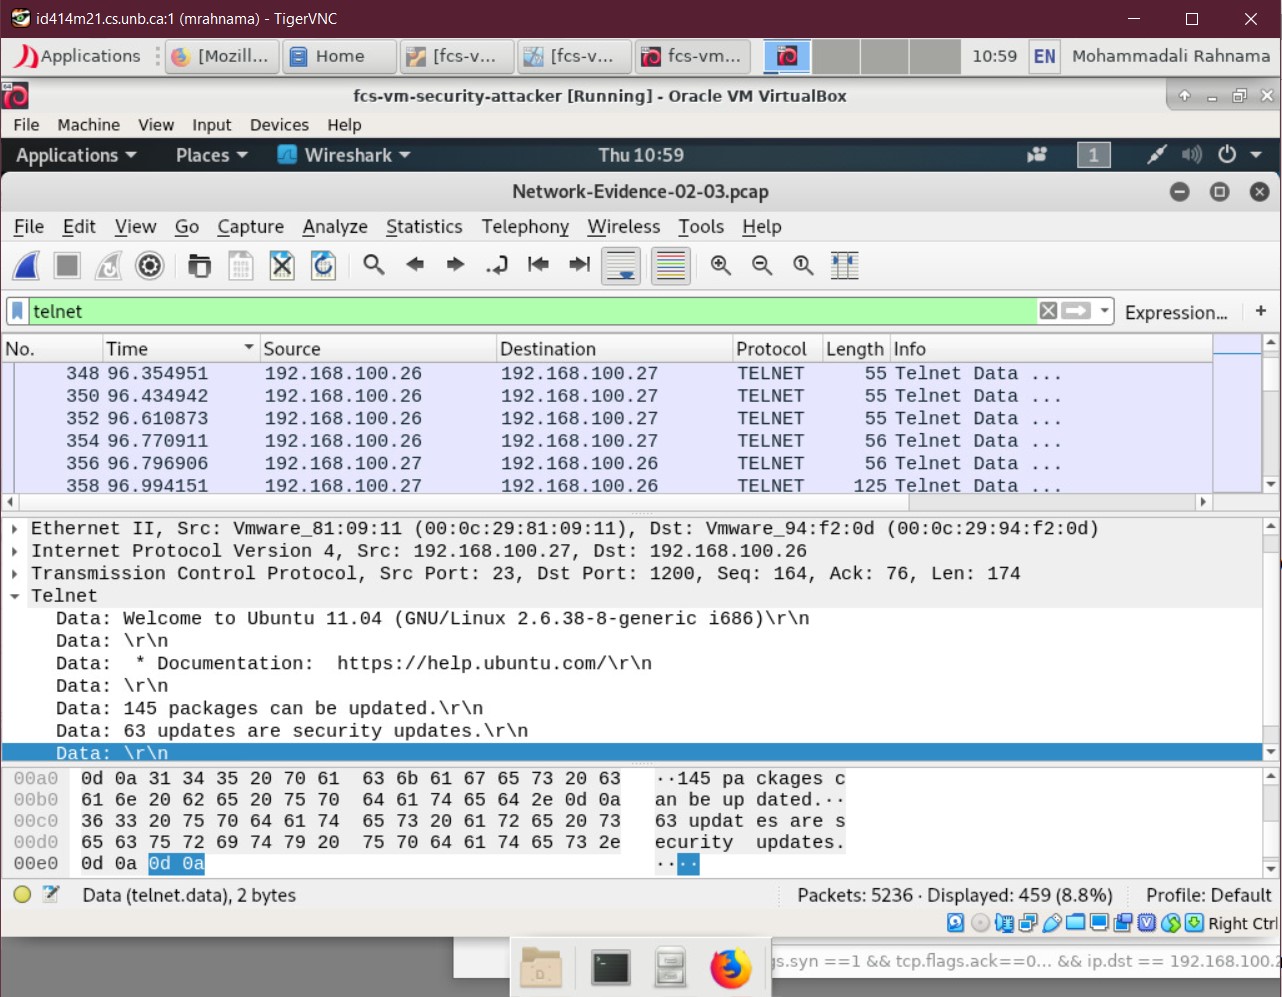 id414m21.cs.unb.ca:1 (mrahnama) - TigerVNC
Applications [Mozill... Home [fcs-v... [fcs-v... fcs-vm... 10:59 EN Mohammadali Rahnama
fcs-vm-security-attacker [Running] - Oracle VM VirtualBox
File Machine View Input Devices Help
Applications Places Wireshark Thu 10:59 1
Network-Evidence-02-03.pcap
File Edit View Go Capture Analyze Statistics Telephony Wireless Tools Help
telnet Expression... +
No. Time Source Destination Protocol Length Info
348 96.354951 192.168.100.26 192.168.100.27 TELNET 55 Telnet Data ...
350 96.434942 192.168.100.26 192.168.100.27 TELNET 55 Telnet Data ...
352 96.610873 192.168.100.26 192.168.100.27 TELNET 55 Telnet Data ...
354 96.770911 192.168.100.26 192.168.100.27 TELNET 56 Telnet Data ...
356 96.796906 192.168.100.27 192.168.100.26 TELNET 56 Telnet Data ...
358 96.994151 192.168.100.27 192.168.100.26 TELNET 125 Telnet Data ...
Ethernet II, Src: Vmware_81:09:11 (00:0c:29:81:09:11), Dst: Vmware_94:f2:0d (00:0c:29:94:f2:0d)
Internet Protocol Version 4, Src: 192.168.100.27, Dst: 192.168.100.26
Transmission Control Protocol, Src Port: 23, Dst Port: 1200, Seq: 164, Ack: 76, Len: 174
Telnet
Data: Welcome to Ubuntu 11.04 (GNU/Linux 2.6.38-8-generic i686)\r\n
Data: \r\n
Data:  * Documentation:  https://help.ubuntu.com/\r\n
Data: \r\n
Data: 145 packages can be updated.\r\n
Data: 63 updates are security updates.\r\n
Data: \r\n
00a0 0d 0a 31 34 35 20 70 61 63 6b 61 67 65 73 20 63 ··145 pa ckages c
00b0 61 6e 20 62 65 20 75 70 64 61 74 65 64 2e 0d 0a an be up dated.··
00c0 36 33 20 75 70 64 61 74 65 73 20 61 72 65 20 73 63 updat es are s
00d0 65 63 75 72 69 74 79 20 75 70 64 61 74 65 73 2e ecurity  updates.
00e0 0d 0a 0d 0a ····
Data (telnet.data), 2 bytes Packets: 5236 · Displayed: 459 (8.8%) Profile: Default
Right Ctrl
gs.syn ==1 && tcp.flags.ack==0... && ip.dst == 192.168.100.2